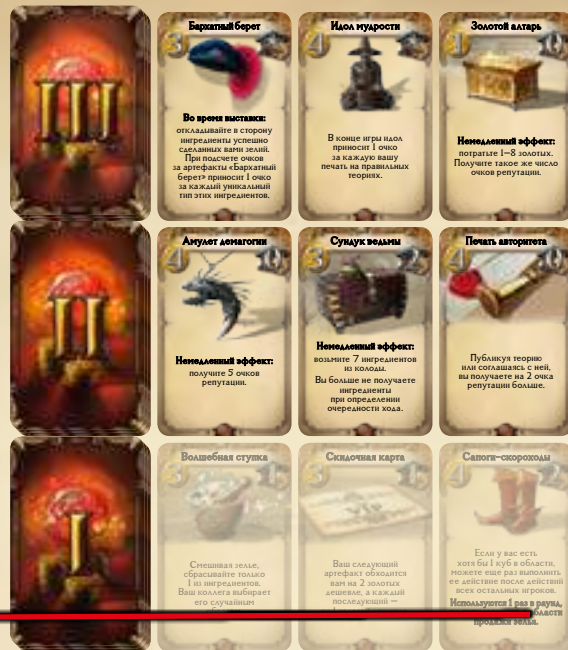 III
Бархатный берет
3
Во время выставки:
откладывайте в сторону
ингредиенты успешно
сделанных вами зелий.
При подсчете очков
за артефакты «Бархатный
берет» приносит 1 очко
за каждый уникальный
тип этих ингредиентов.
Идол мудрости
4
В конце игры идол
приносит 1 очко
за каждую вашу
печать на правильных
теориях.
Золотой алтарь
1
0
Немедленный эффект:
потратьте 1–8 золотых.
Получите такое же число
очков репутации.
II
Амулет демагогии
4
0
Немедленный эффект:
получите 5 очков
репутации.
Сундук ведьмы
3
2
Немедленный эффект:
возьмите 7 ингредиентов
из колоды.
Вы больше не получаете
ингредиенты
при определении
очередности хода.
Печать авторитета
4
0
Публикуя теорию
или соглашаясь с ней,
вы получаете на 2 очка
репутации больше.
I
Волшебная ступка
3
1
Смешивая зелье,
сбрасывайте только
1 из ингредиентов.
Ваш коллега выбирает
его случайным
Скидочная карта
3
1
VIP
Ваш следующий
артефакт обходится
вам на 2 золотых
дешевле, а каждый
последующий —
Сапоги-скороходы
4
2
Если у вас есть
хотя бы 1 куб в области,
можете еще раз выполнить
ее действие после действий
всех остальных игроков.
Используются 1 раз в раунд,
области
продажи зелья.